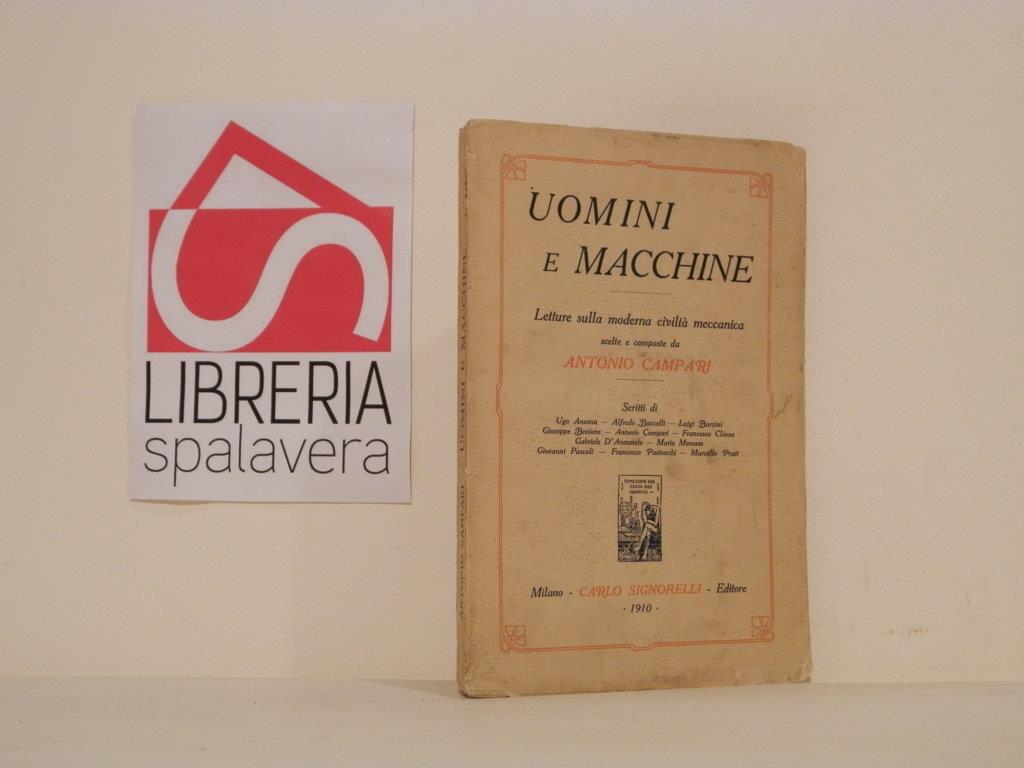 LIBRERIA
spalavera
UOMINI
E MACCHINE
Letture sulla moderna civiltà meccanica
scelte e composte da
ANTONIO CAMPARI
Scritti di
Ugo Ancona — Alfredo Baccelli — Luigi Barzini
Giuseppe Bevione — Antonio Campari — Francesco Chiesa
Gabriele D'Annunzio — Mario Morasso
Giovanni Pascoli — Francesco Pastonchi — Marcello Prati
Milano - CARLO SIGNORELLI - Editore
· 1910 ·
ANTONIO CAMPARI UOMINI E MACCHINE